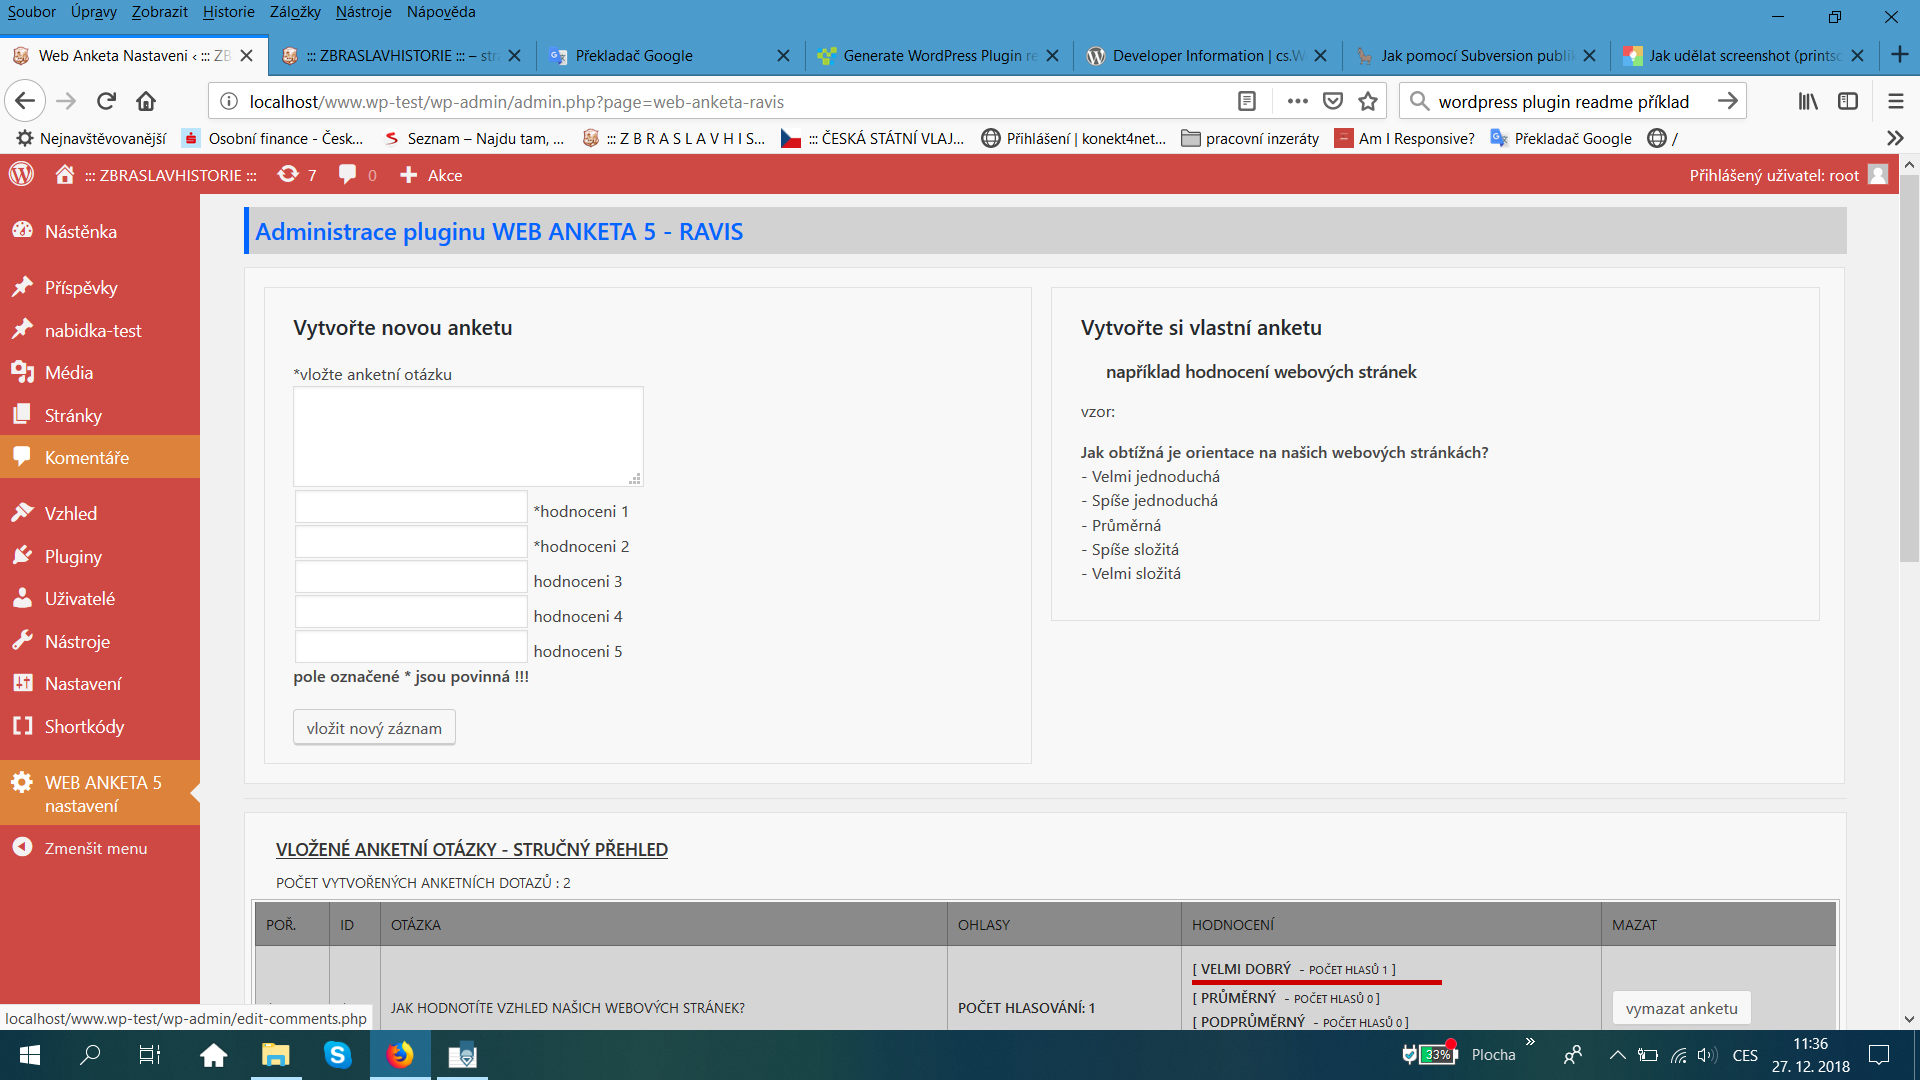 Soubor Úpravy Zobrazit Historie Záložky Nástroje Nápověda
Web Anketa Nastaveni ‹ ::: ZB
::: ZBRASLAVHISTORIE ::: – str
Překladač Google
Generate WordPress Plugin re
Developer Information | cs.W
Jak pomocí Subversion publik
Jak udělat screenshot (printsc
localhost/www.wp-test/wp-admin/admin.php?page=web-anketa-ravis
wordpress plugin readme příklad
Nejnavštěvovanější
Osobní finance - Česk...
Seznam – Najdu tam, ...
::: Z B R A S L A V H I S...
::: ČESKÁ STÁTNÍ VLAJ...
Přihlášení | konekt4net...
pracovní inzeráty
Am I Responsive?
Překladač Google
/
::: ZBRASLAVHISTORIE :::
7
0
Akce
Přihlášený uživatel: root
Nástěnka
Příspěvky
nabidka-test
Média
Stránky
Komentáře
Vzhled
Pluginy
Uživatelé
Nástroje
Nastavení
Shortkódy
WEB ANKETA 5
nastavení
Zmenšit menu
Administrace pluginu WEB ANKETA 5 - RAVIS
Vytvořte novou anketu
*vložte anketní otázku
*hodnoceni 1
*hodnoceni 2
hodnoceni 3
hodnoceni 4
hodnoceni 5
pole označené * jsou povinná !!!
vložit nový záznam
Vytvořte si vlastní anketu
například hodnocení webových stránek
vzor:
Jak obtížná je orientace na našich webových stránkách?
- Velmi jednoduchá
- Spíše jednoduchá
- Průměrná
- Spíše složitá
- Velmi složitá
VLOŽENÉ ANKETNÍ OTÁZKY - STRUČNÝ PŘEHLED
POČET VYTVOŘENÝCH ANKETNÍCH DOTAZŮ : 2
POŘ. ID OTÁZKA OHLASY HODNOCENÍ MAZAT
JAK HODNOTÍTE VZHLED NAŠICH WEBOVÝCH STRÁNEK?
POČET HLASOVÁNÍ: 1
[ VELMI DOBRÝ - POČET HLASŮ 1 ]
[ PRŮMĚRNÝ - POČET HLASŮ 0 ]
[ PODPRŮMĚRNÝ - POČET HLASŮ 0 ]
vymazat anketu
localhost/www.wp-test/wp-admin/edit-comments.php
33%
Plocha
CES
11:36
27. 12. 2018